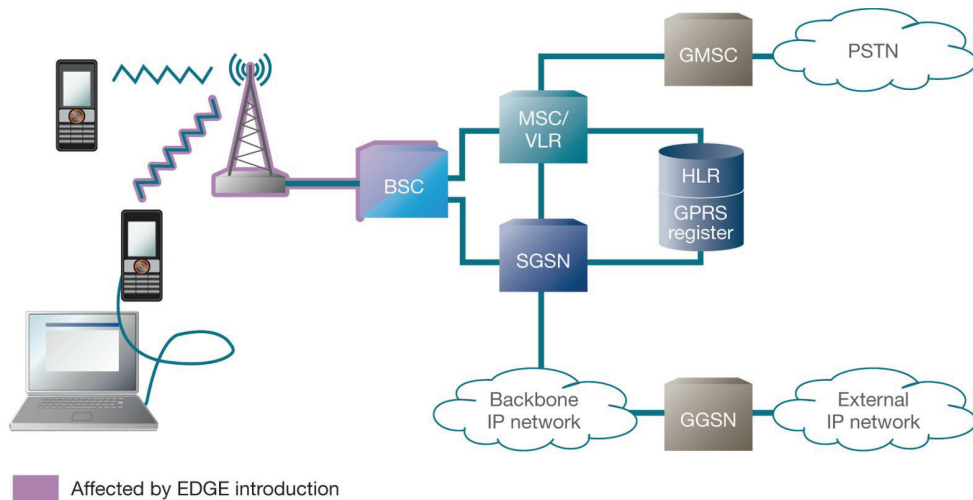 GMSC
PSTN
MSC/
VLR
BSC
HLR
GPRS
register
SGSN
Backbone
IP network
GGSN
External
IP network
Affected by EDGE introduction